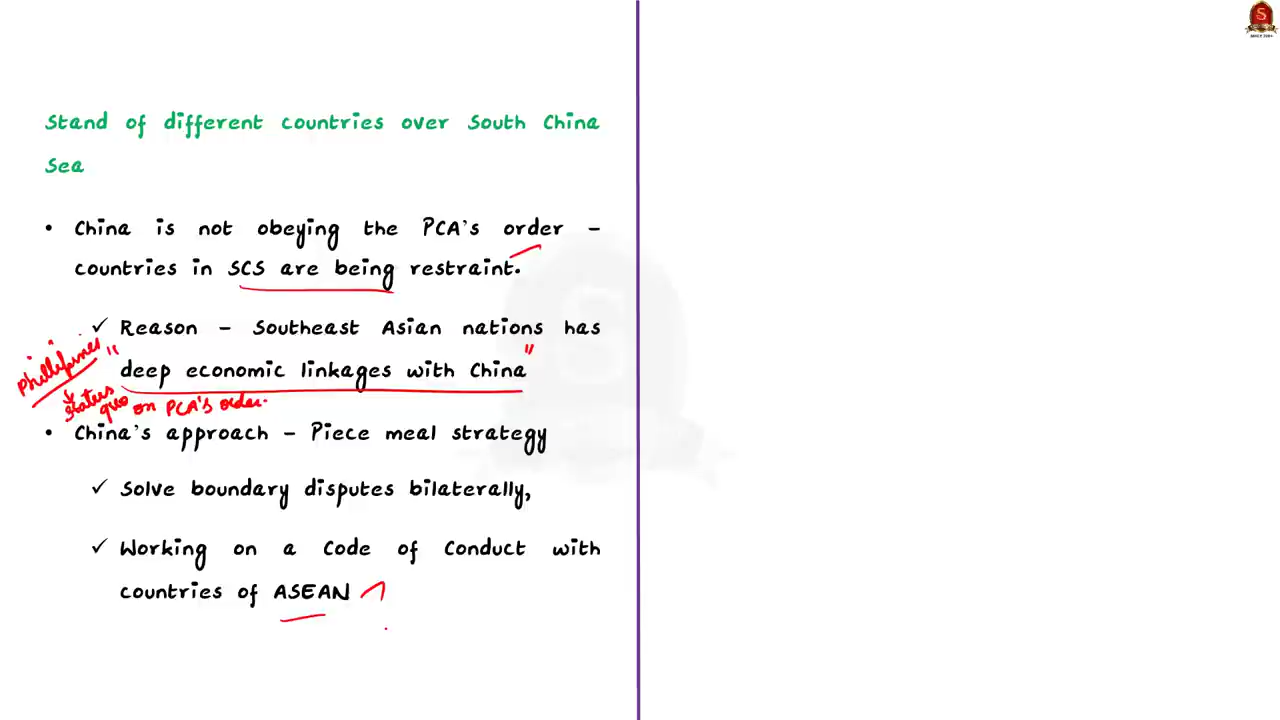 Stand of different countries over South China
Sea
• China is not obeying the PCA's order –
countries in SCS are being restraint.
✓ Reason – Southeast Asian nations has
Phillipines
" deep economic linkages with China "
status
quo on PCA's order.
• China's approach – Piece meal strategy
✓ Solve boundary disputes bilaterally,
✓ Working on a Code of Conduct with
countries of ASEAN